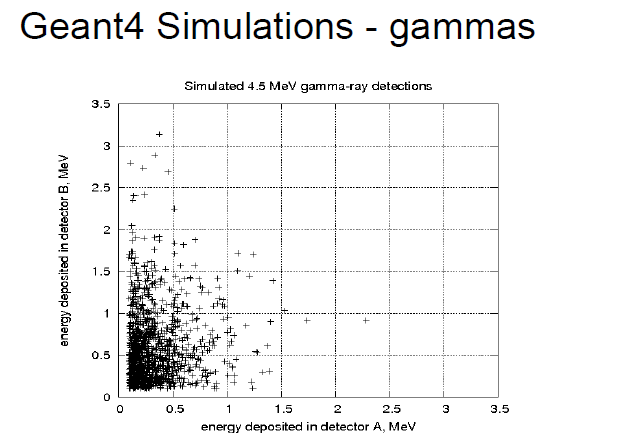 Geant4 Simulations - gammas
Simulated 4.5 MeV gamma-ray detections
3.5
3
2.5
2
1.5
1
0.5
0
energy deposited in detector B, MeV
0 0.5 1 1.5 2 2.5 3 3.5
energy deposited in detector A, MeV